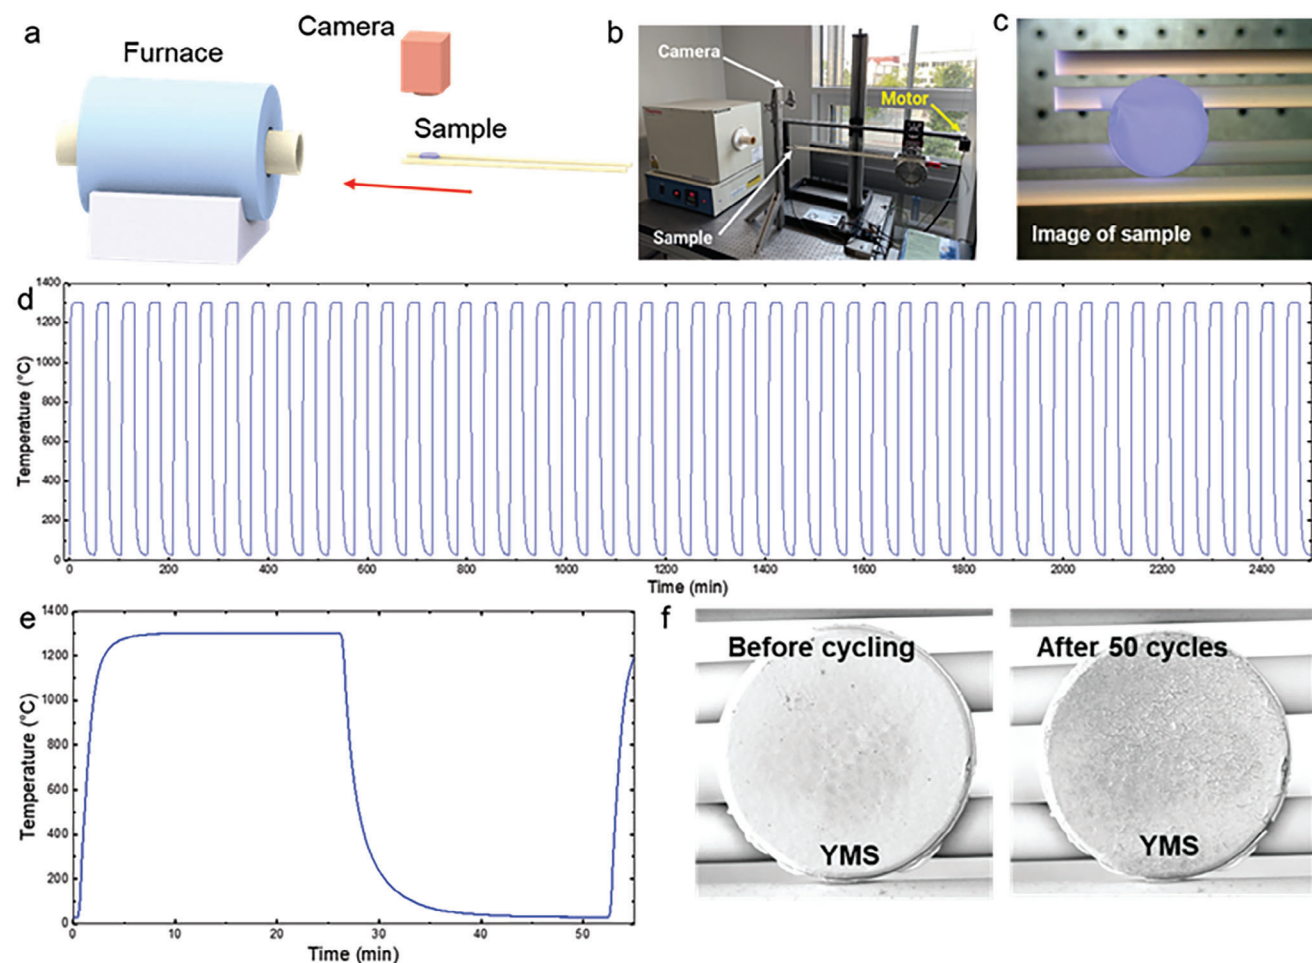 a
Furnace
Camera
Sample
b
Camera
Motor
Sample
c
Image of sample
d
Temperature (°C)
1400
1200
1000
800
600
400
200
0
0 200 400 600 800 1000 1200 1400 1600 1800 2000 2200 2400
Time (min)
e
Temperature (°C)
1400
1200
1000
800
600
400
200
0
0 10 20 30 40 50
Time (min)
f
Before cycling
YMS
After 50 cycles
YMS